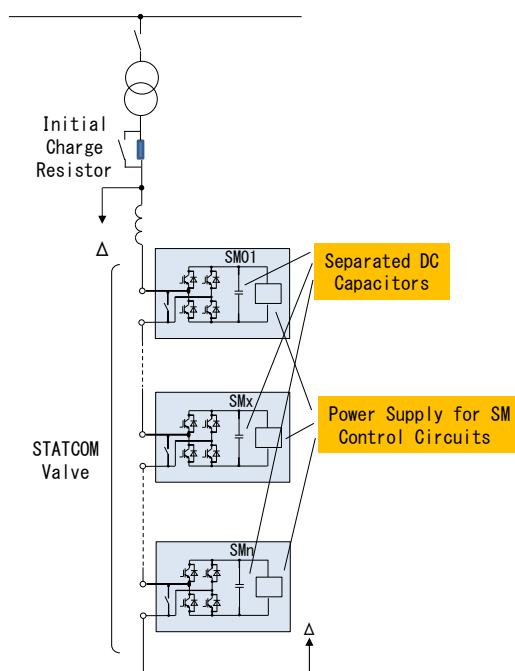 Initial
Charge
Resistor
Δ
SM01
Separated DC
Capacitors
SMx
Power Supply for SM
Control Circuits
STATCOM
Valve
SMn
Δ